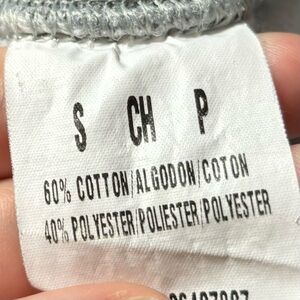 S CH P
60% COTTON/ALGODON/COTON
40% POLYESTER/POLIESTER/POLYESTER